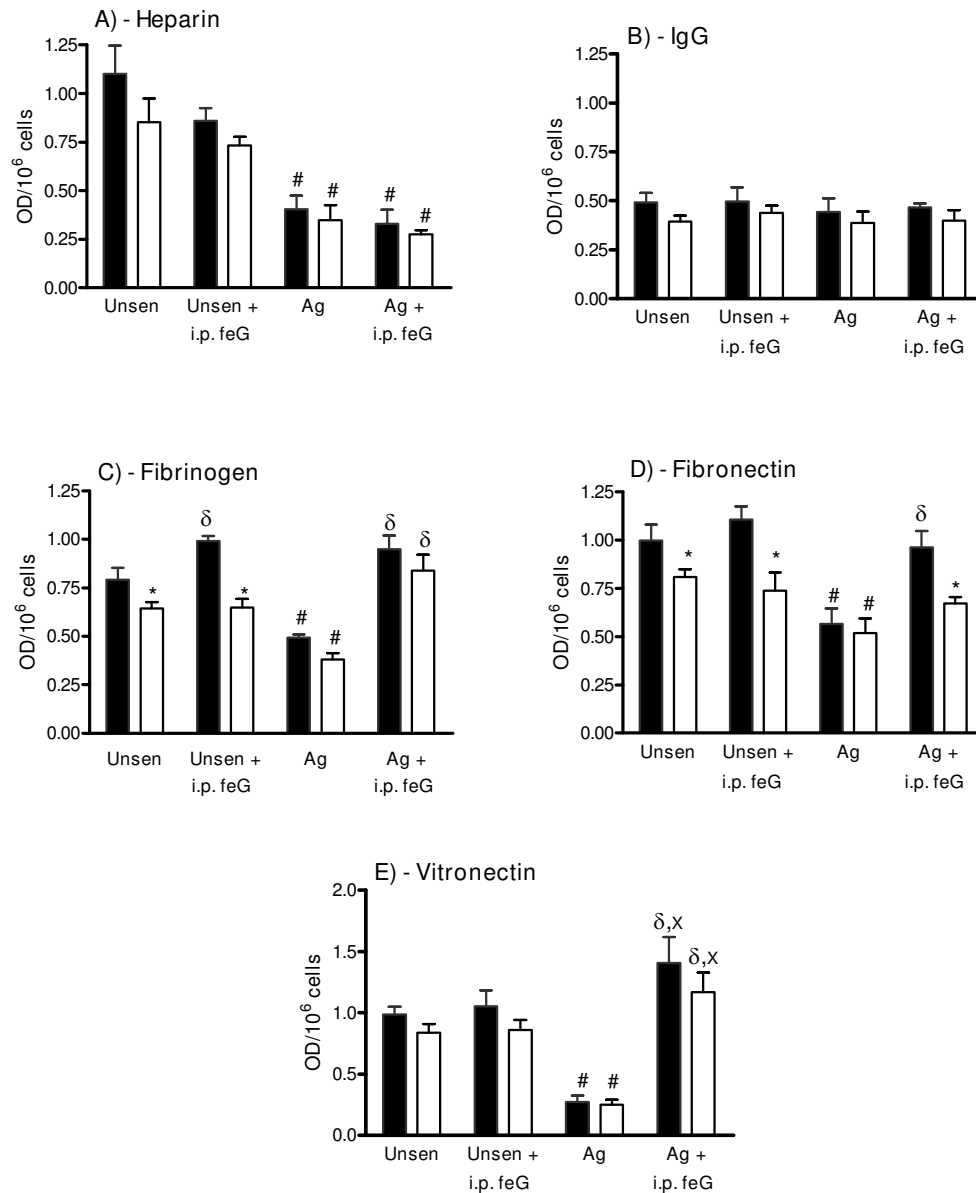 A) - Heparin
1.25
1.00
0.75
0.50
0.25
0.00
OD/10⁶ cells
# # # #
Unsen Unsen + Ag Ag +
i.p. feG i.p. feG
B) - IgG
1.25
1.00
0.75
0.50
0.25
0.00
OD/10⁶ cells
Unsen Unsen + Ag Ag +
i.p. feG i.p. feG
C) - Fibrinogen
1.25
1.00
0.75
0.50
0.25
0.00
OD/10⁶ cells
* δ * # # δ δ
Unsen Unsen + Ag Ag +
i.p. feG i.p. feG
D) - Fibronectin
1.25
1.00
0.75
0.50
0.25
0.00
OD/10⁶ cells
* * # # δ *
Unsen Unsen + Ag Ag +
i.p. feG i.p. feG
E) - Vitronectin
2.0
1.5
1.0
0.5
0.0
OD/10⁶ cells
# # δ,x δ,x
Unsen Unsen + Ag Ag +
i.p. feG i.p. feG